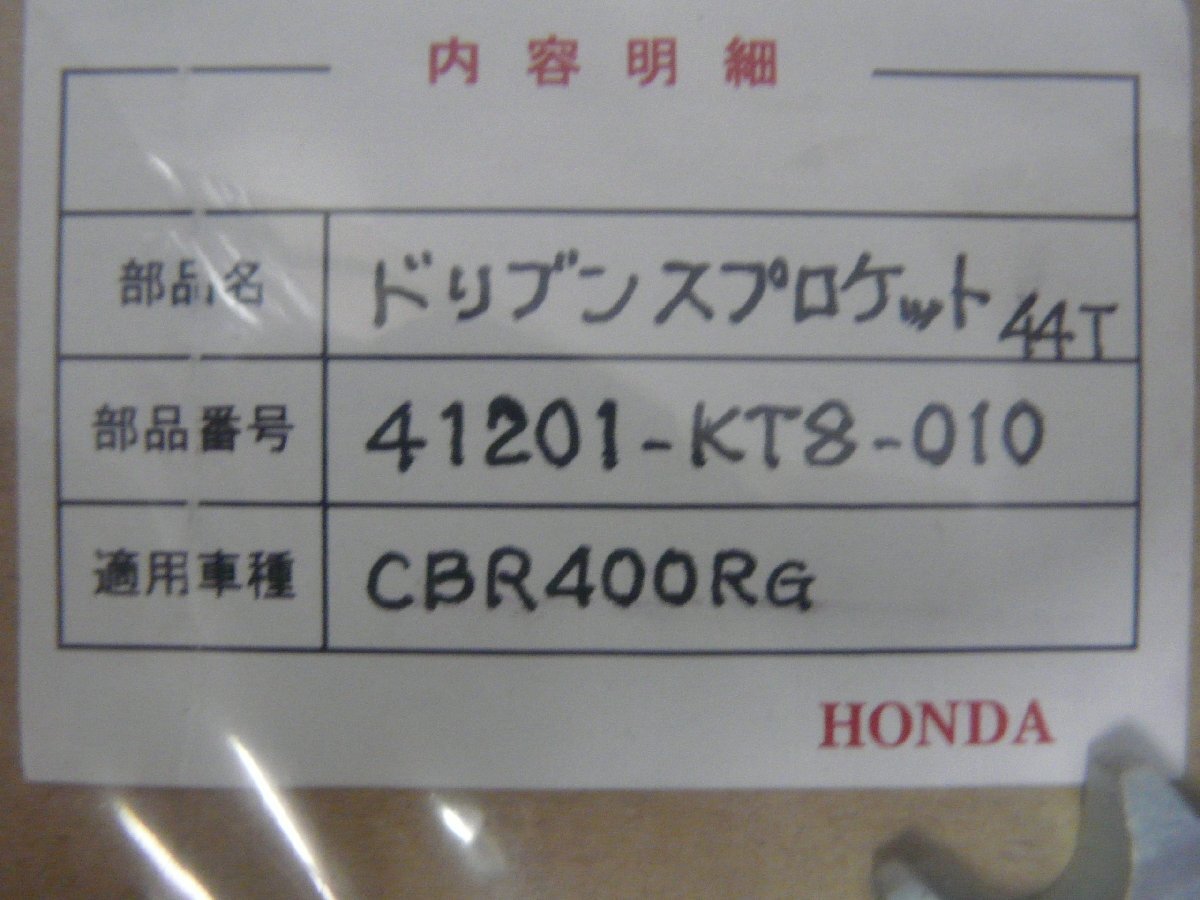 内容明細
部品名 ドリブンスプロケット 44T
部品番号 41201-KT8-010
適用車種 CBR400RG
HONDA